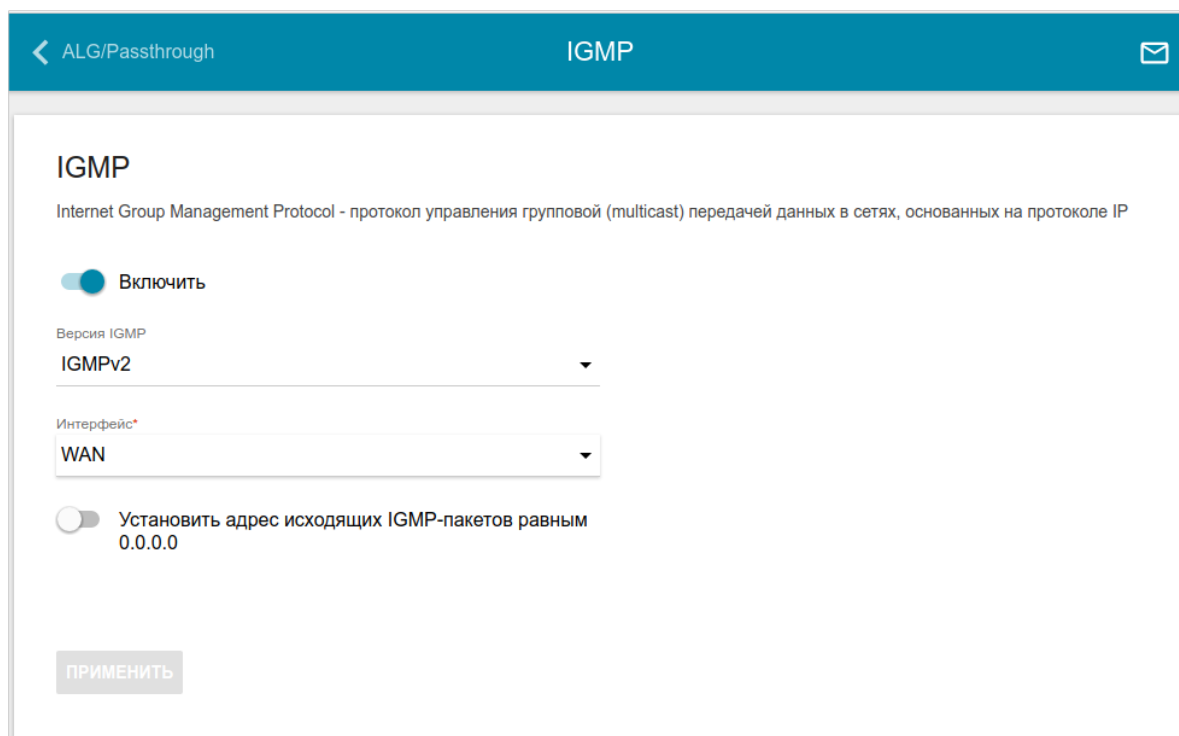 ALG/Passthrough
IGMP
IGMP
Internet Group Management Protocol - протокол управления групповой (multicast) передачей данных в сетях, основанных на протоколе IP
Включить
Версия IGMP
IGMPv2
Интерфейс*
WAN
Установить адрес исходящих IGMP-пакетов равным
0.0.0.0
ПРИМЕНИТЬ